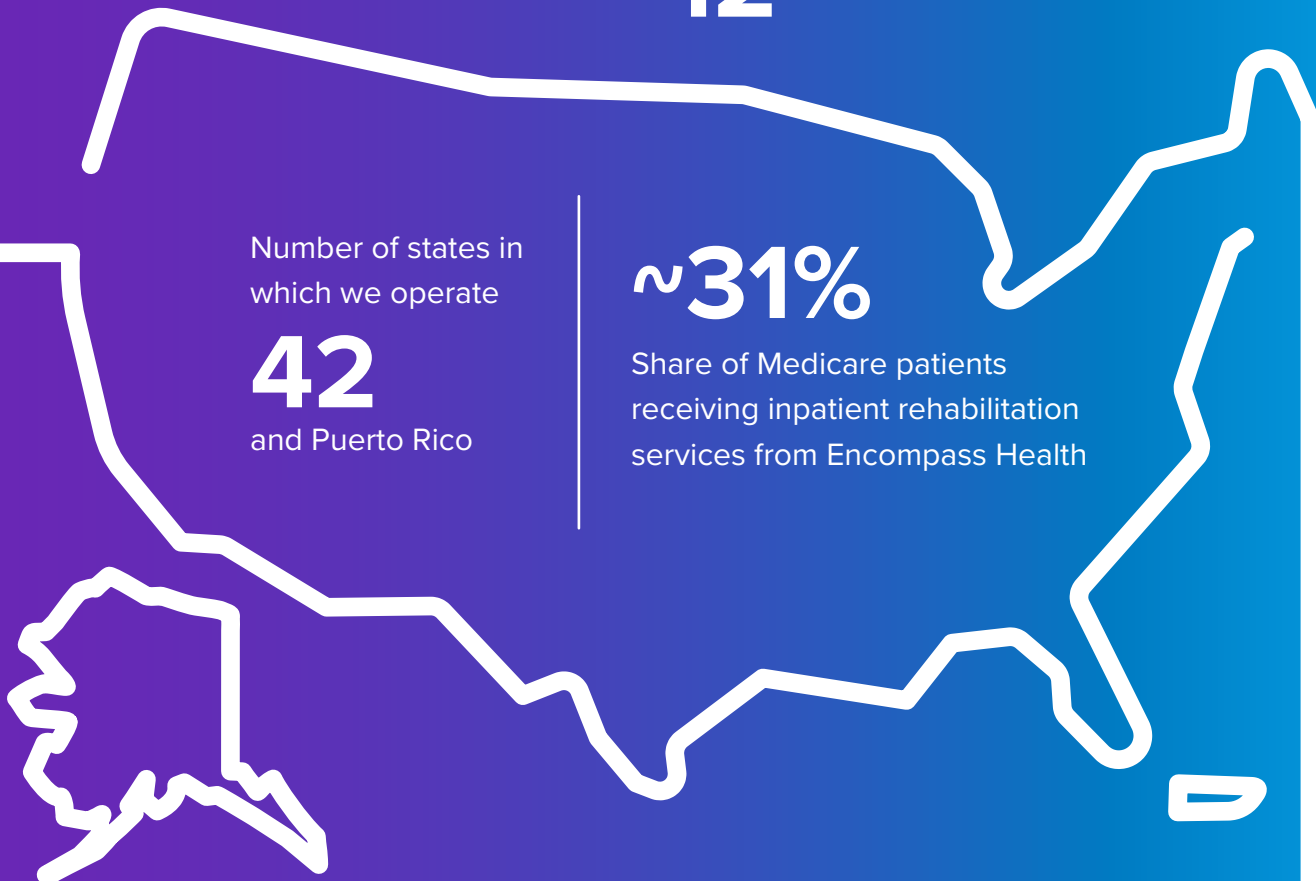 Number of states in
which we operate
42
and Puerto Rico
~31%
Share of Medicare patients
receiving inpatient rehabilitation
services from Encompass Health